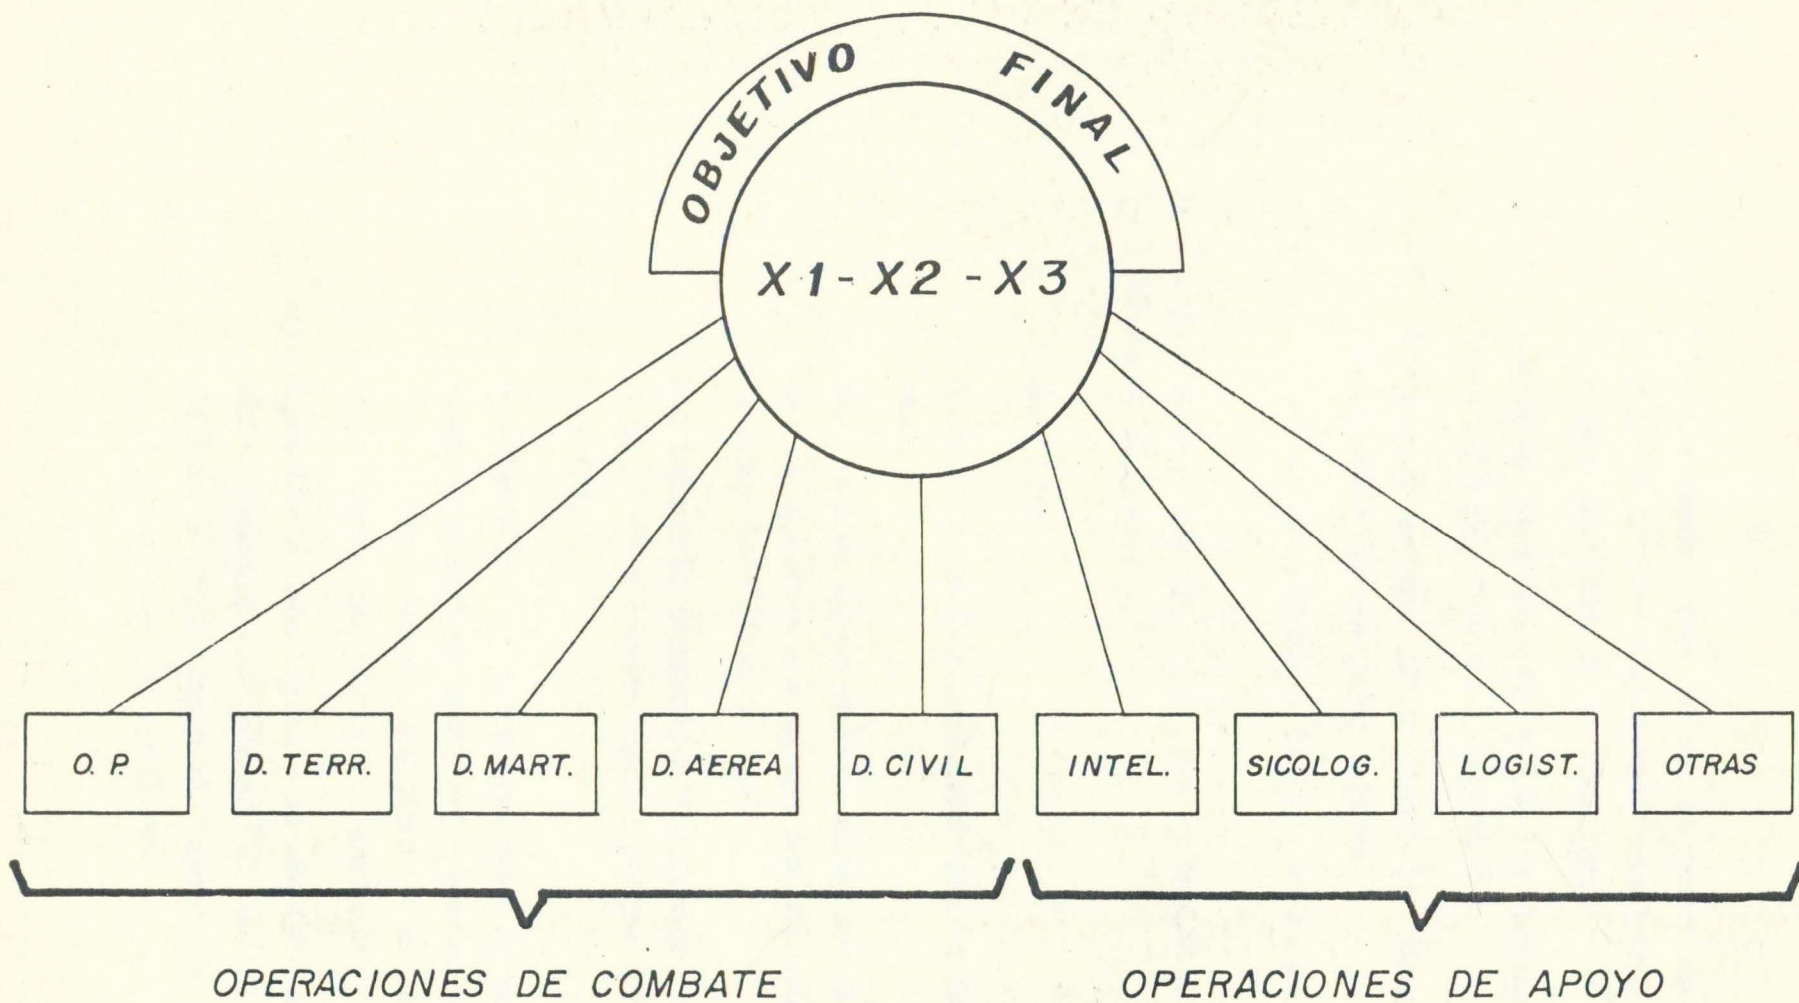 OBJETIVO FINAL
X1 - X2 - X3
O. P.
D. TERR.
D. MART.
D. AEREA
D. CIVIL
INTEL.
SICOLOG.
LOGIST.
OTRAS
OPERACIONES DE COMBATE
OPERACIONES DE APOYO